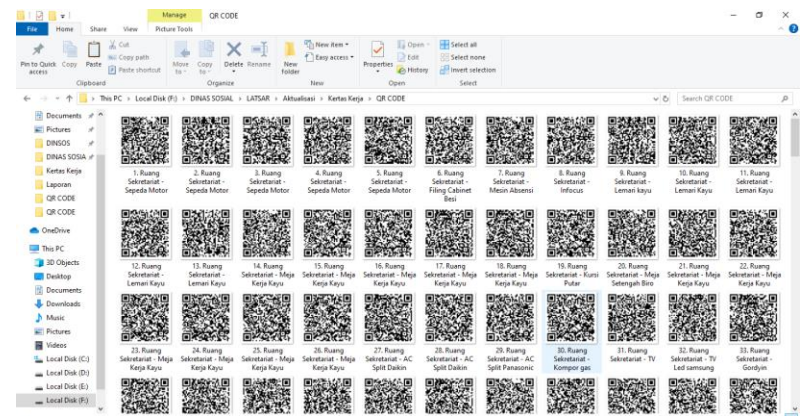 Manage
QR CODE
File
Home
Share
View
Picture Tools
Pin to Quick access
Copy
Paste
Cut
Copy path
Paste shortcut
Clipboard
Move to
Copy to
Delete
Rename
Organize
New folder
New item
Easy access
New
Properties
Open
Edit
History
Open
Select all
Select none
Invert selection
Select
This PC > Local Disk (F:) > DINAS SOSIAL > LATSAR > Aktualisasi > Kertas Kerja > QR CODE
Search QR CODE
Documents
Pictures
DINSOS
DINAS SOSIA
Kertas Kerja
Laporan
QR CODE
QR CODE
OneDrive
This PC
3D Objects
Desktop
Documents
Downloads
Music
Pictures
Videos
Local Disk (C:)
Local Disk (D:)
Local Disk (E:)
Local Disk (F:)
1. Ruang Sekretariat - Sepeda Motor
2. Ruang Sekretariat - Sepeda Motor
3. Ruang Sekretariat - Sepeda Motor
4. Ruang Sekretariat - Sepeda Motor
5. Ruang Sekretariat - Sepeda Motor
6. Ruang Sekretariat - Filing Cabinet Besi
7. Ruang Sekretariat - Mesin Absensi
8. Ruang Sekretariat - Infocus
9. Ruang Sekretariat - Lemari kayu
10. Ruang Sekretariat - Lemari Kayu
11. Ruang Sekretariat - Lemari Kayu
12. Ruang Sekretariat - Lemari Kayu
13. Ruang Sekretariat - Lemari Kayu
14. Ruang Sekretariat - Meja Kerja Kayu
15. Ruang Sekretariat - Meja Kerja Kayu
16. Ruang Sekretariat - Meja Kerja Kayu
17. Ruang Sekretariat - Meja Kerja Kayu
18. Ruang Sekretariat - Meja Kerja Kayu
19. Ruang Sekretariat - Kursi Putar
20. Ruang Sekretariat - Meja Setengah Biro
21. Ruang Sekretariat - Meja Kerja Kayu
22. Ruang Sekretariat - Meja Kerja Kayu
23. Ruang Sekretariat - Meja Kerja Kayu
24. Ruang Sekretariat - Meja Kerja Kayu
25. Ruang Sekretariat - Meja Kerja Kayu
26. Ruang Sekretariat - Meja Kerja Kayu
27. Ruang Sekretariat - AC Split Daikin
28. Ruang Sekretariat - AC Split Daikin
29. Ruang Sekretariat - AC Split Panasonic
30. Ruang Sekretariat - Kompor gas
31. Ruang Sekretariat - TV
32. Ruang Sekretariat - TV Led samsung
33. Ruang Sekretariat - Gordyin